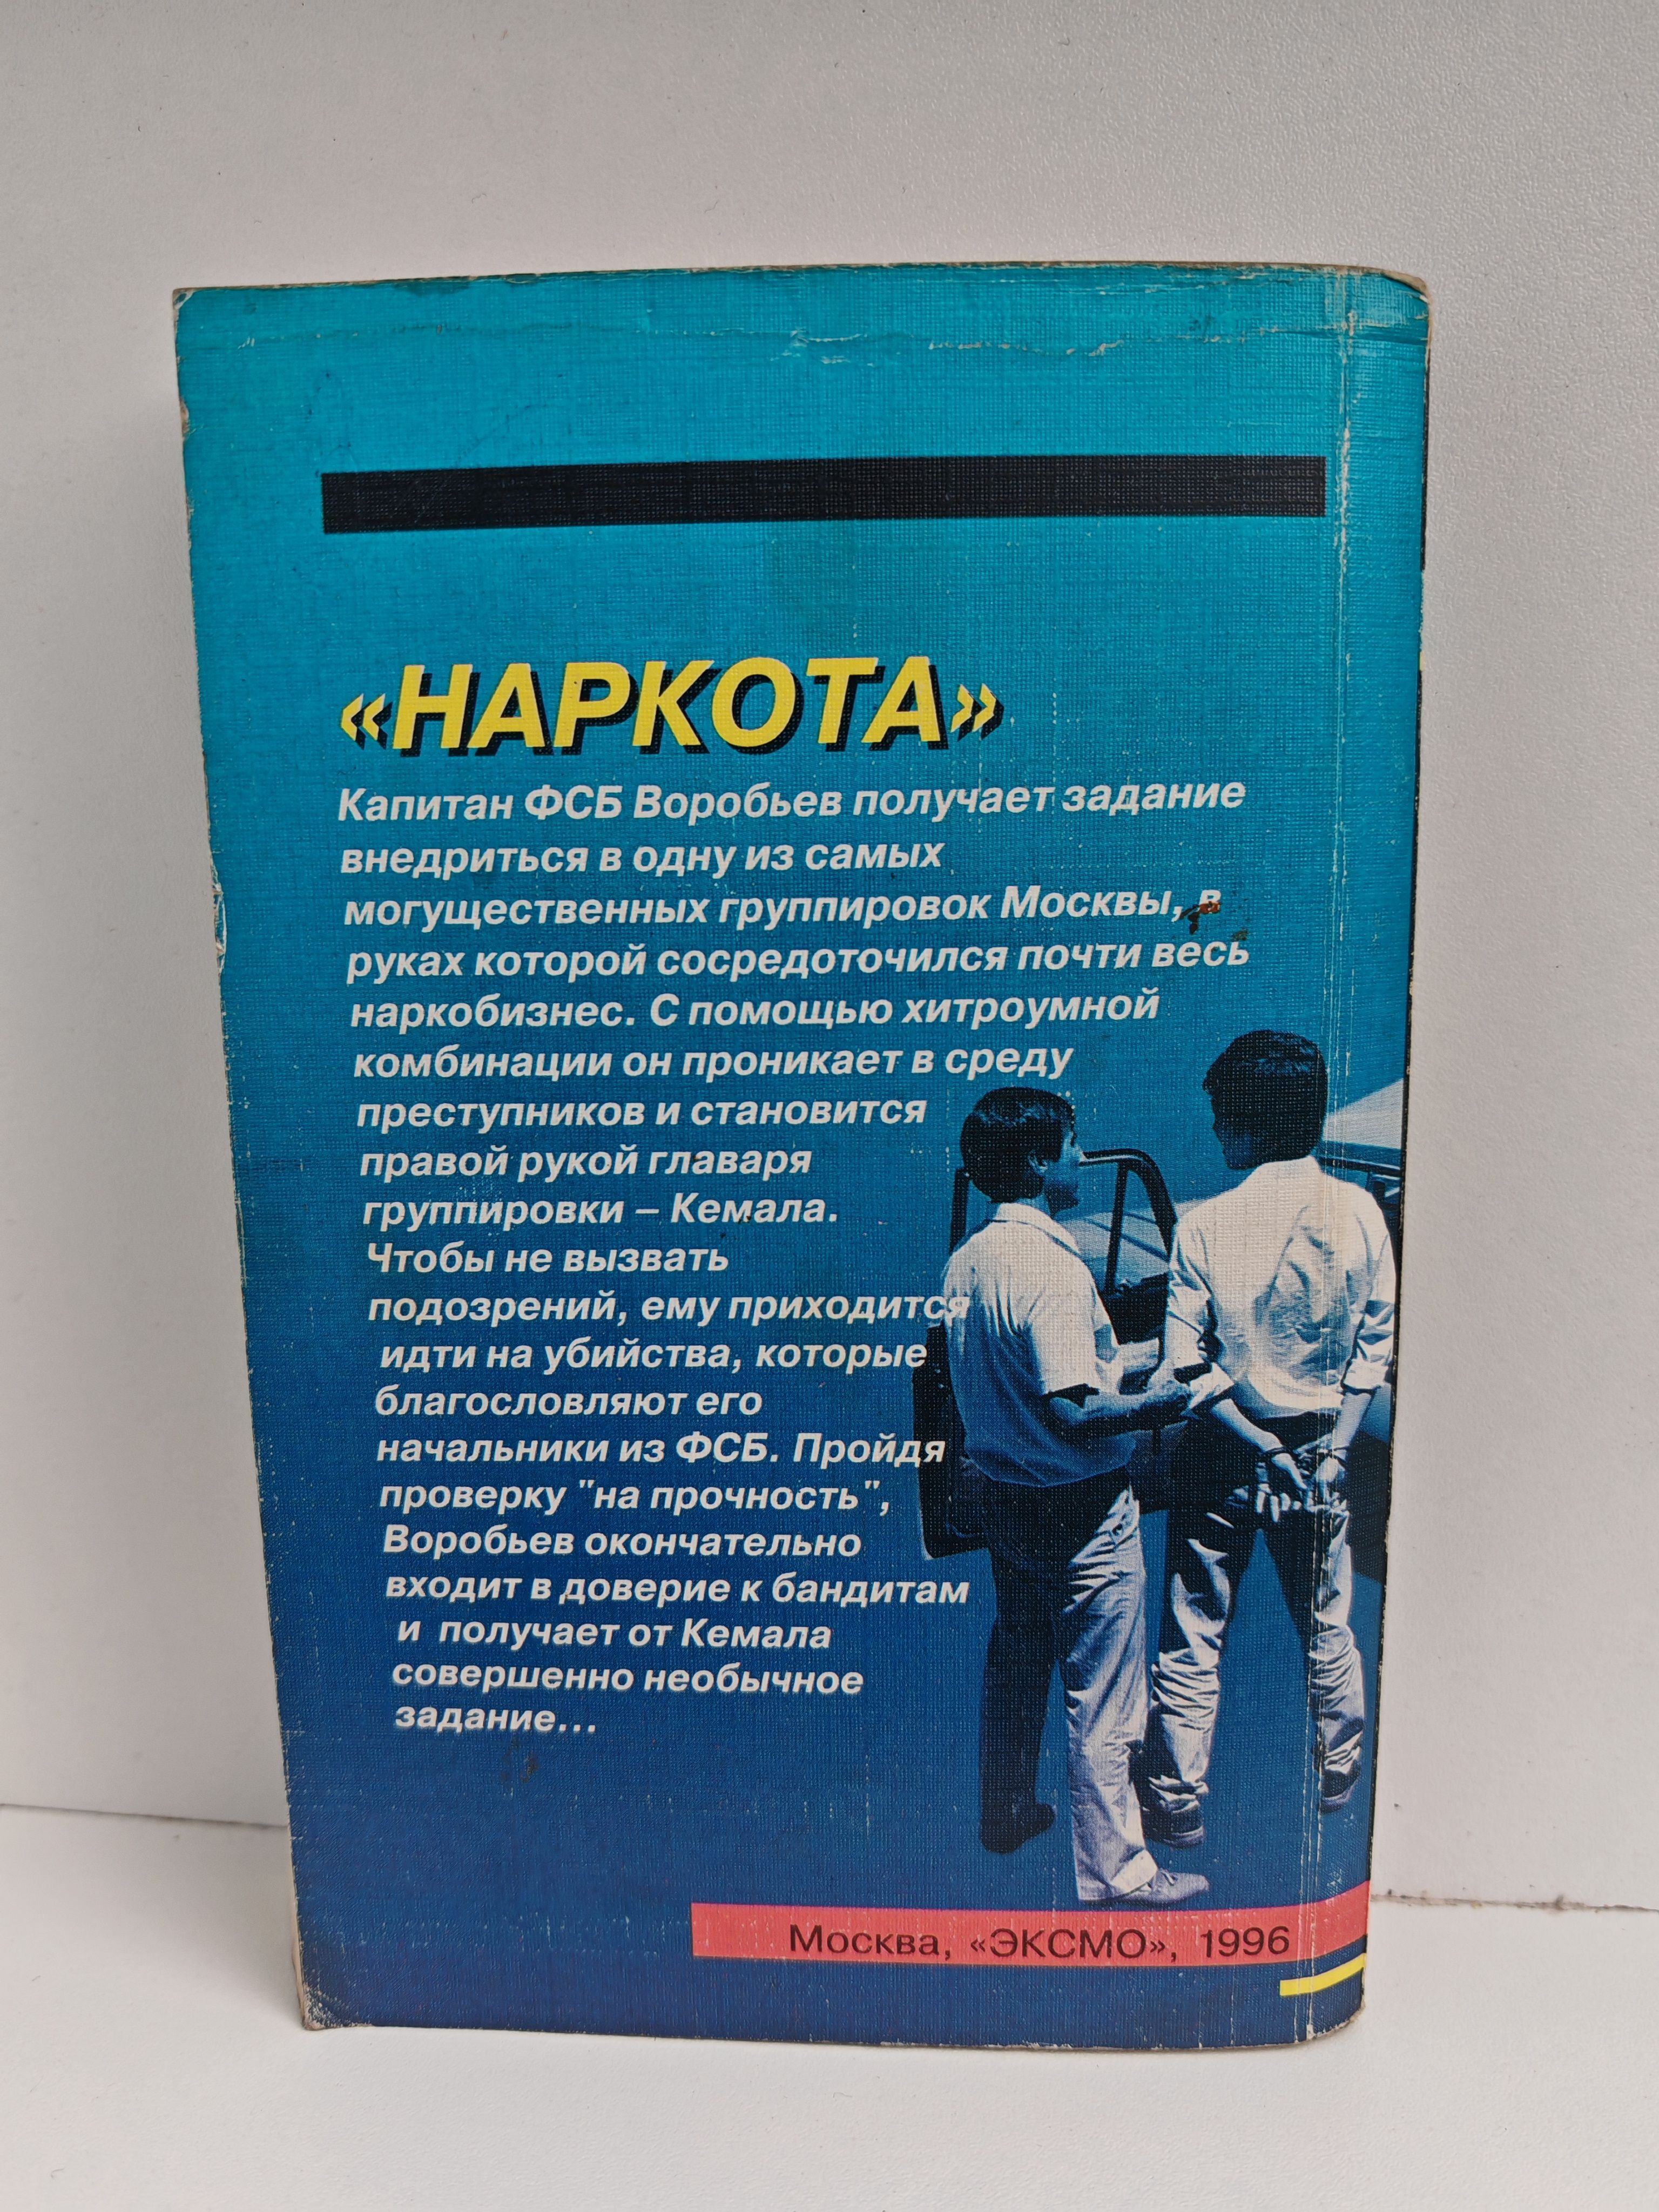 «НАРКОТА»
Капитан ФСБ Воробьев получает задание
внедриться в одну из самых
могущественных группировок Москвы, в
руках которой сосредоточился почти весь
наркобизнес. С помощью хитроумной
комбинации он проникает в среду
преступников и становится
правой рукой главаря
группировки – Кемала.
Чтобы не вызвать
подозрений, ему приходится
идти на убийства, которые
благословляют его
начальники из ФСБ. Пройдя
проверку "на прочность",
Воробьев окончательно
входит в доверие к бандитам
и получает от Кемала
совершенно необычное
задание...
Москва, «ЭКСМО», 1996